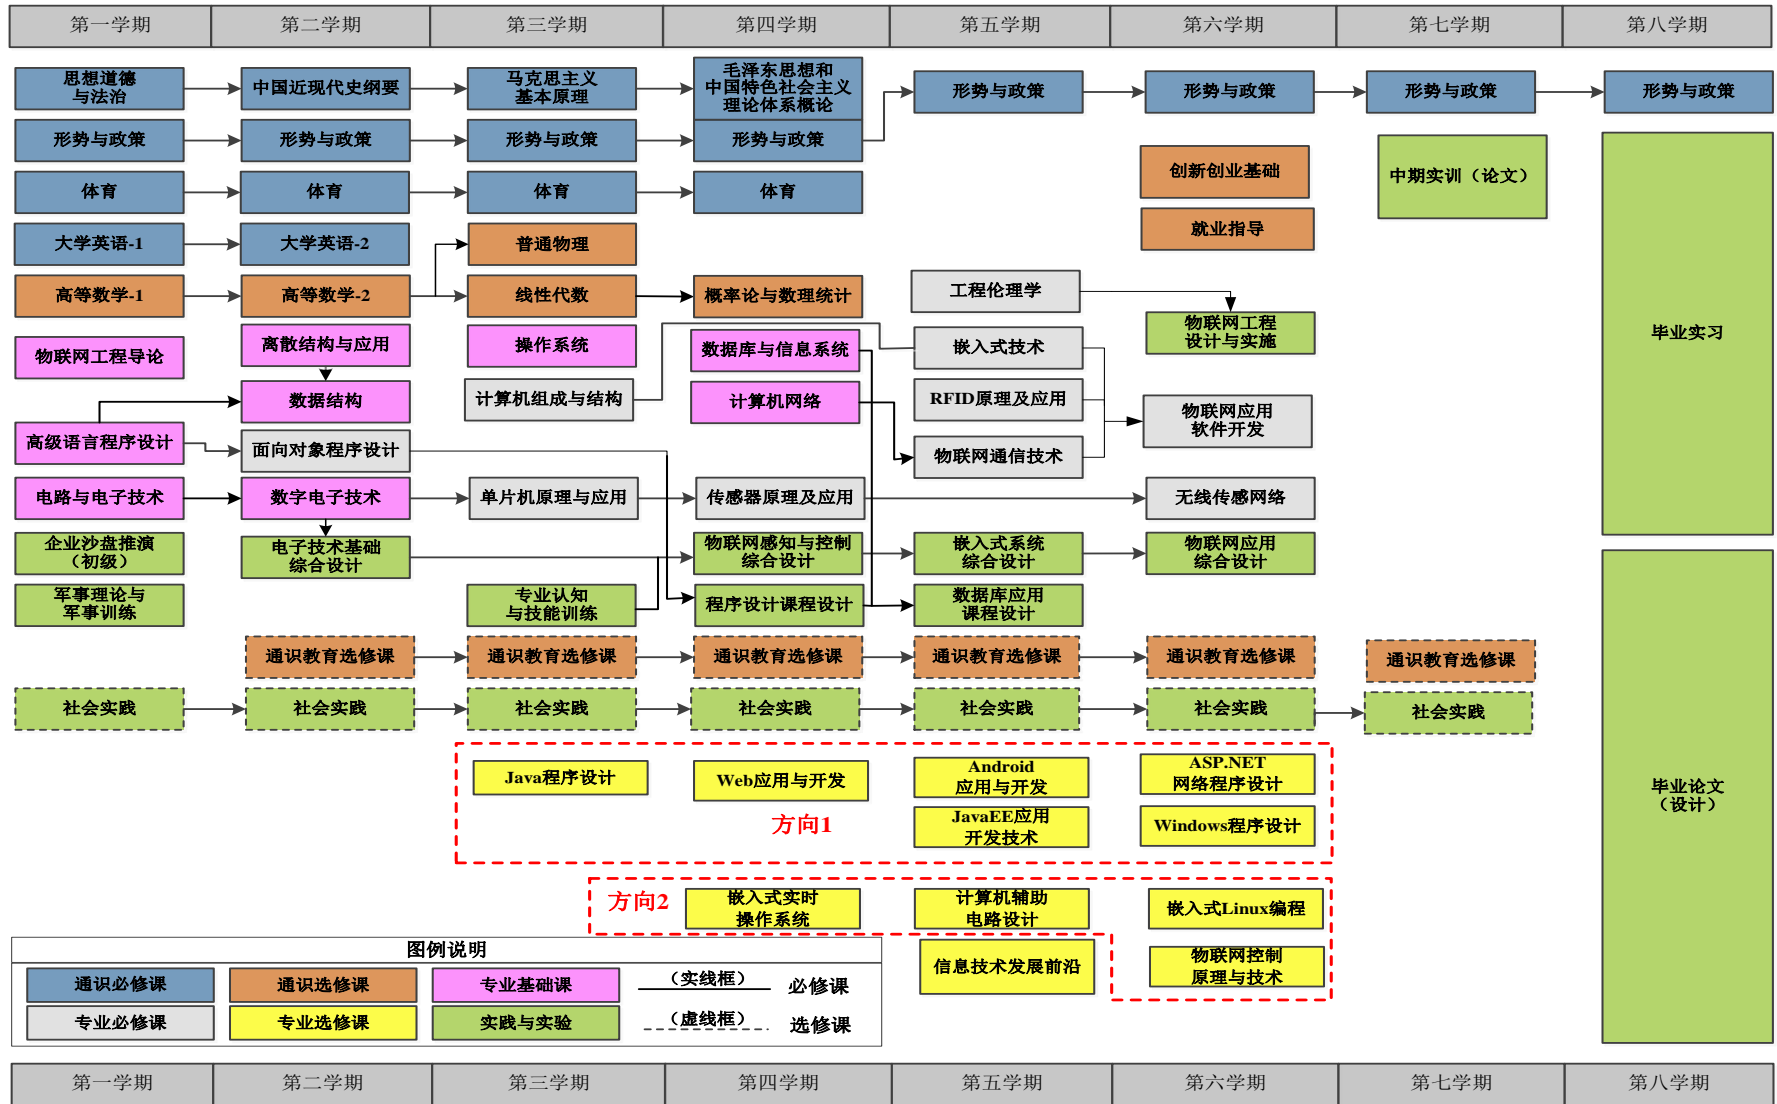 第一学期 第二学期 第三学期 第四学期 第五学期 第六学期 第七学期 第八学期
思想道德
与法治
中国近现代史纲要
马克思主义
基本原理
毛泽东思想和
中国特色社会主义
理论体系概论
形势与政策
形势与政策
形势与政策
形势与政策
形势与政策
形势与政策
形势与政策
形势与政策
体育
体育
体育
体育
创新创业基础
中期实训（论文）
大学英语-1
大学英语-2
普通物理
就业指导
高等数学-1
高等数学-2
线性代数
概率论与数理统计
工程伦理学
物联网工程
设计与实施
毕业实习
物联网工程导论
离散结构与应用
操作系统
数据库与信息系统
嵌入式技术
数据结构
计算机组成与结构
计算机网络
RFID原理及应用
物联网应用
软件开发
高级语言程序设计
面向对象程序设计
物联网通信技术
电路与电子技术
数字电子技术
单片机原理与应用
传感器原理及应用
无线传感网络
企业沙盘推演
（初级）
电子技术基础
综合设计
物联网感知与控制
综合设计
嵌入式系统
综合设计
物联网应用
综合设计
军事理论与
军事训练
专业认知
与技能训练
程序设计课程设计
数据库应用
课程设计
通识教育选修课
通识教育选修课
通识教育选修课
通识教育选修课
通识教育选修课
通识教育选修课
社会实践
社会实践
社会实践
社会实践
社会实践
社会实践
社会实践
Java程序设计
Web应用与开发
Android
应用与开发
ASP.NET
网络程序设计
毕业论文
（设计）
方向1
JavaEE应用
开发技术
Windows程序设计
方向2
嵌入式实时
操作系统
计算机辅助
电路设计
嵌入式Linux编程
信息技术发展前沿
物联网控制
原理与技术
图例说明
通识必修课
通识选修课
专业基础课
（实线框）
必修课
专业必修课
专业选修课
实践与实验
（虚线框）
选修课
第一学期 第二学期 第三学期 第四学期 第五学期 第六学期 第七学期 第八学期